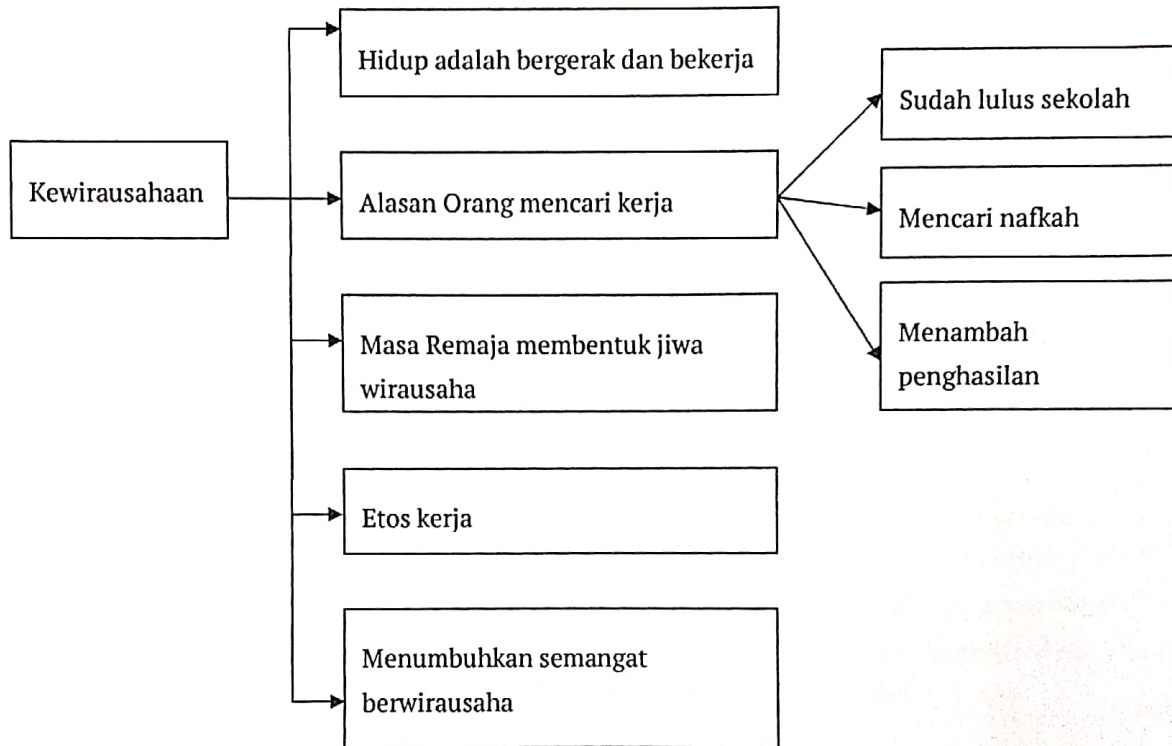 Kewirausahaan
Hidup adalah bergerak dan bekerja
Alasan Orang mencari kerja
Masa Remaja membentuk jiwa
wirausaha
Etos kerja
Menumbuhkan semangat
berwirausaha
Sudah lulus sekolah
Mencari nafkah
Menambah
penghasilan